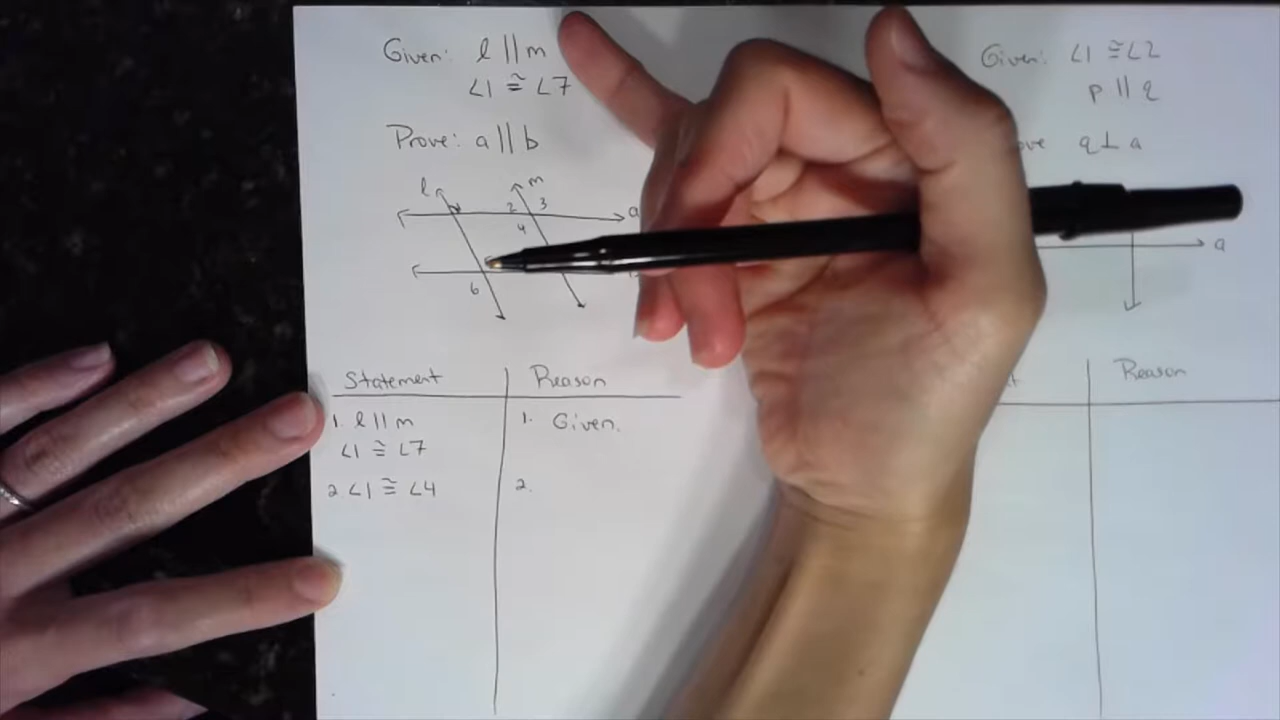 Given: l || m
∠1 ≅ ∠7
Prove: a || b
l
m
2
3
a
4
6
Statement
Reason
1. l || m
1. Given.
∠1 ≅ ∠7
2 ∠1 ≅ ∠4
2.
Given: ∠1 ≅ ∠2
p || q
q ⊥ a
a
Reason